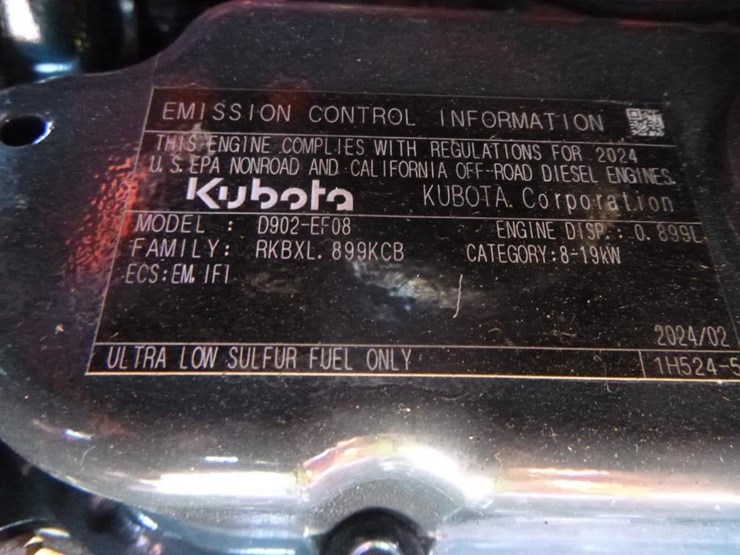 EMISSION CONTROL INFORMATION
THIS ENGINE COMPLIES WITH REGULATIONS FOR 2024
U.S.EPA NONROAD AND CALIFORNIA OFF-ROAD DIESEL ENGINES.
Kubota KUBOTA Corporation
MODEL : D902-EF08 ENGINE DISP.: 0.899L
FAMILY: RKBXL.899KCB CATEGORY:8-19kW
ECS:EM,IFI
2024/02
ULTRA LOW SULFUR FUEL ONLY 1H524-5